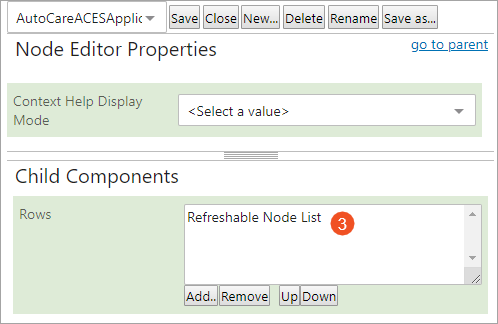 AutoCareACESApplic Save Close New... Delete Rename Save as...
Node Editor Properties go to parent
Context Help Display <Select a value>
Mode
Child Components
Rows Refreshable Node List 3
Add.. Remove Up Down